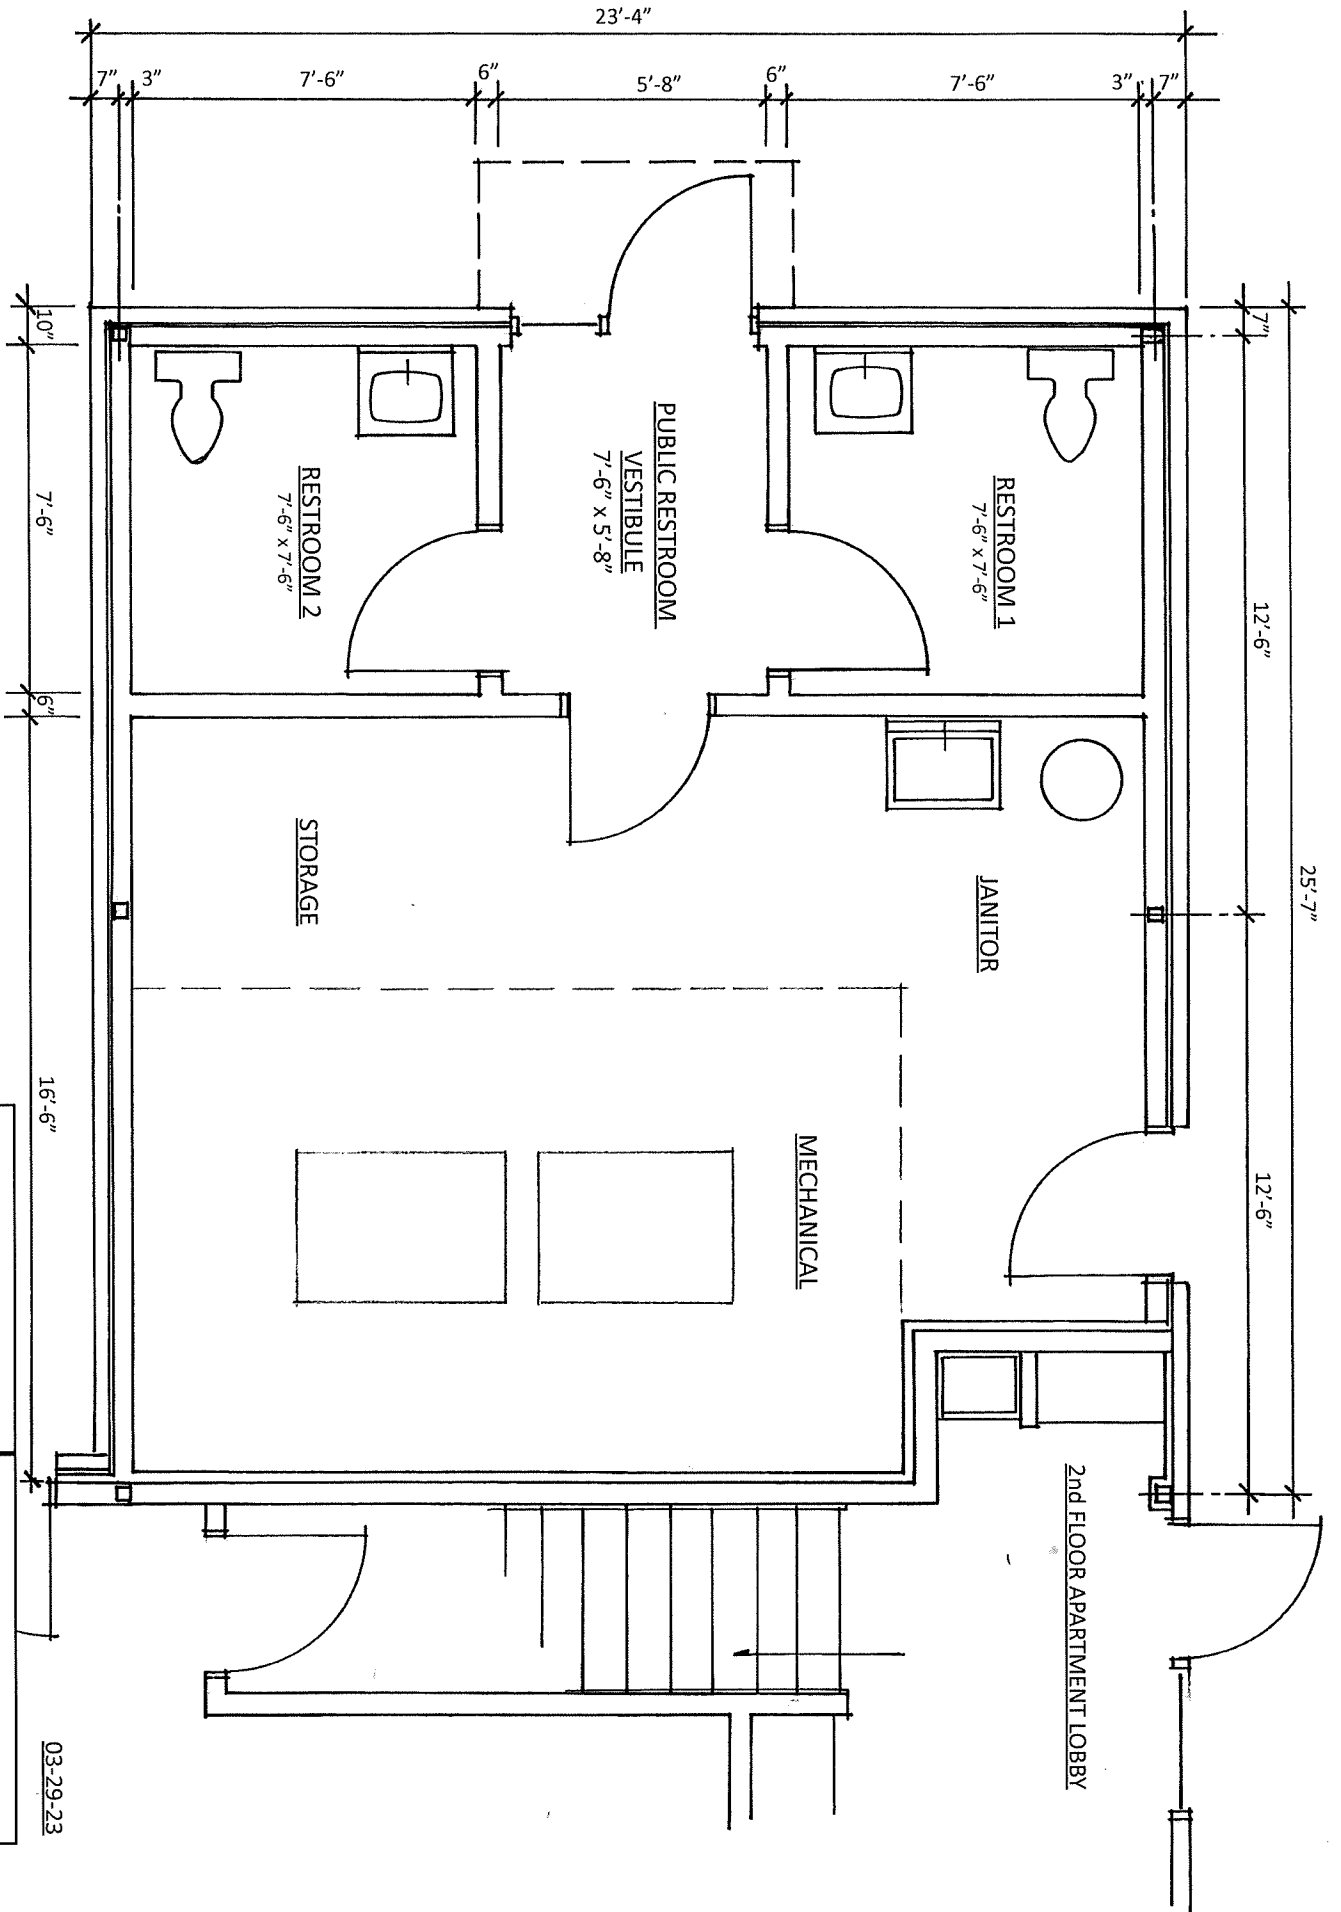 23'-4"
7"
3"
7'-6"
6"
5'-8"
6"
7'-6"
3"
7"
10"
7'-6"
6"
16'-6"
7"
12'-6"
12'-6"
25'-7"
RESTROOM 1
7'-6" x 7'-6"
PUBLIC RESTROOM
VESTIBULE
7'-6" x 5'-8"
RESTROOM 2
7'-6" x 7'-6"
JANITOR
STORAGE
MECHANICAL
2nd FLOOR APARTMENT LOBBY
03-29-23